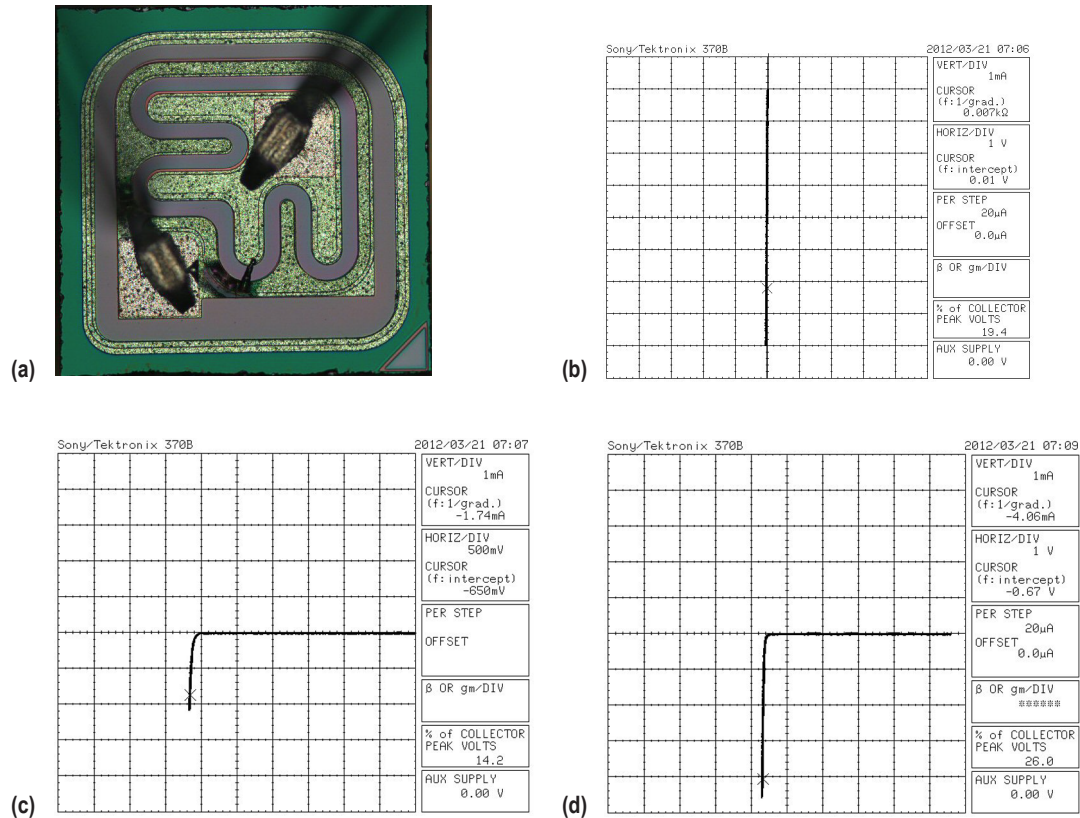 (a)
Sony/Tektronix 370B 2012/03/21 07:06
VERT/DIV
1mA
CURSOR
(f:1/grad.)
0.007kΩ
HORIZ/DIV
1 V
CURSOR
(f:intercept)
0.01 V
PER STEP
20µA
OFFSET
0.0µA
β OR gm/DIV
% of COLLECTOR
PEAK VOLTS
19.4
AUX SUPPLY
0.00 V
(b)
Sony/Tektronix 370B 2012/03/21 07:07
VERT/DIV
1mA
CURSOR
(f:1/grad.)
-1.74mA
HORIZ/DIV
500mV
CURSOR
(f:intercept)
-650mV
PER STEP
OFFSET
β OR gm/DIV
% of COLLECTOR
PEAK VOLTS
14.2
AUX SUPPLY
0.00 V
(c)
Sony/Tektronix 370B 2012/03/21 07:09
VERT/DIV
1mA
CURSOR
(f:1/grad.)
-4.06mA
HORIZ/DIV
1 V
CURSOR
(f:intercept)
-0.67 V
PER STEP
20µA
OFFSET
0.0µA
β OR gm/DIV
******
% of COLLECTOR
PEAK VOLTS
26.0
AUX SUPPLY
0.00 V
(d)